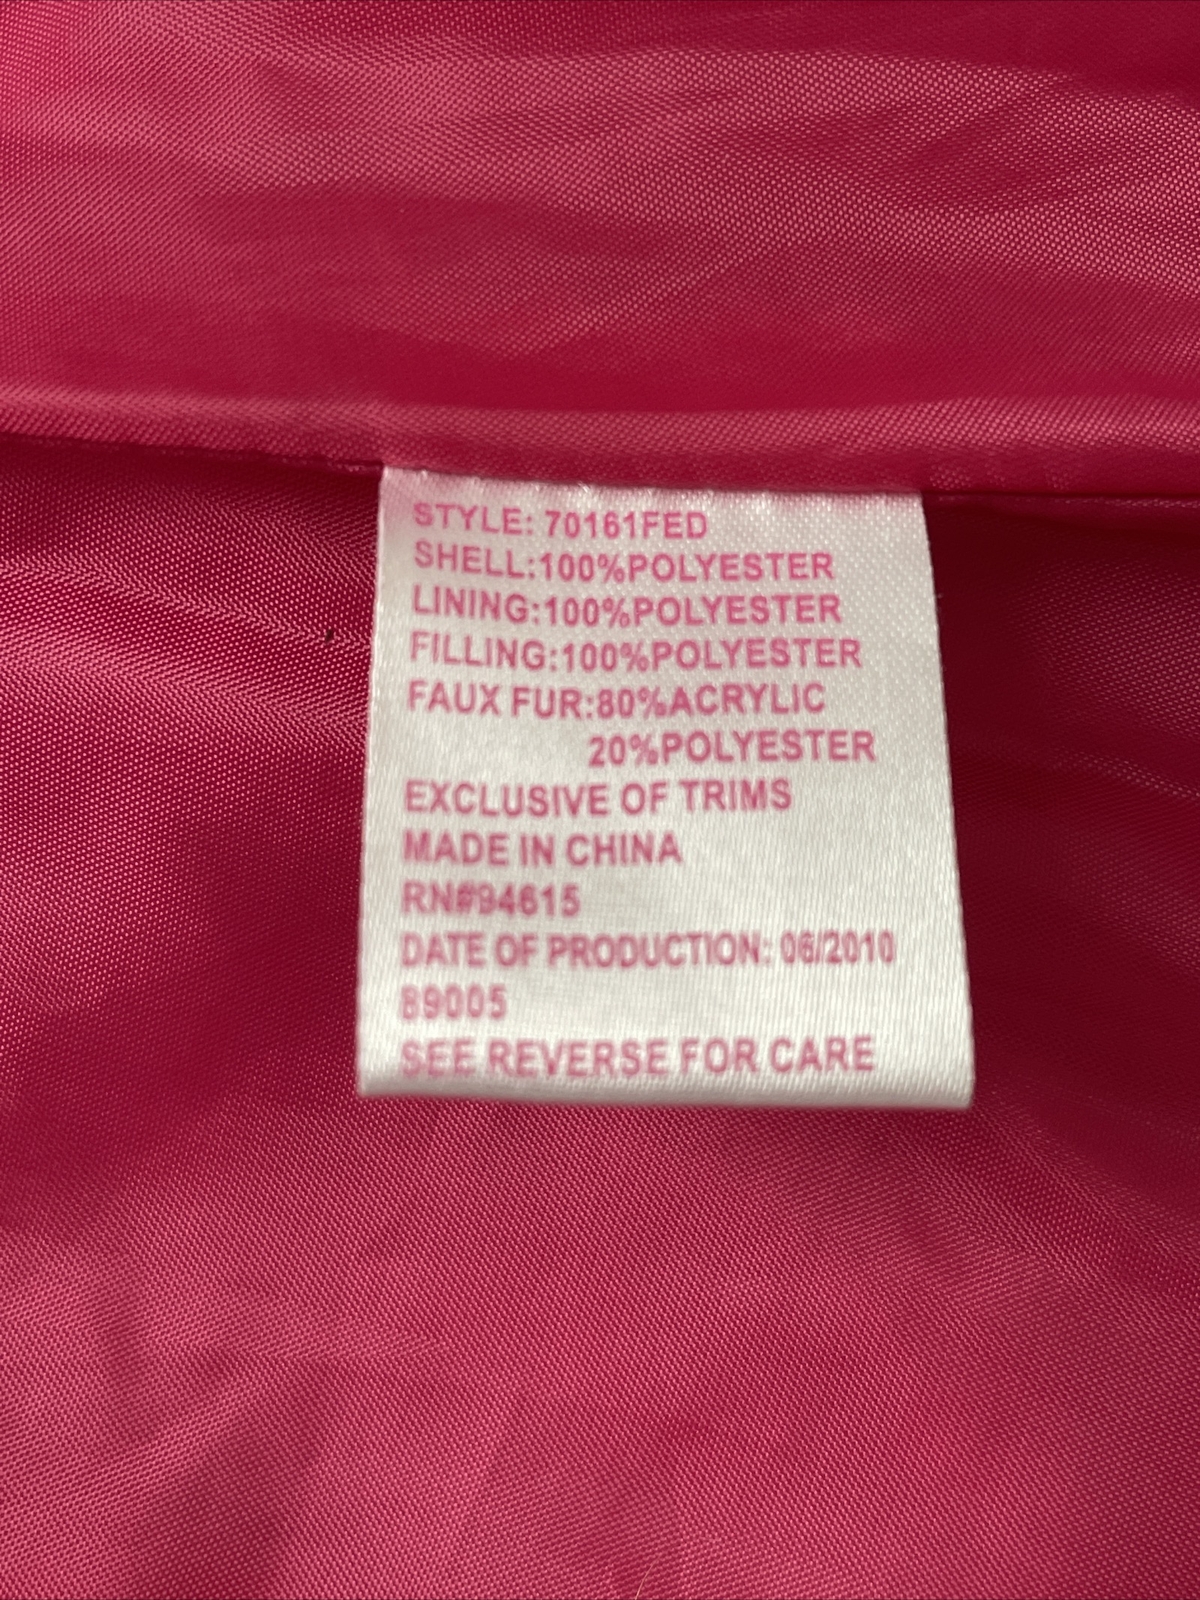 STYLE: 70161FED
SHELL:100%POLYESTER
LINING:100%POLYESTER
FILLING:100%POLYESTER
FAUX FUR:80%ACRYLIC
20%POLYESTER
EXCLUSIVE OF TRIMS
MADE IN CHINA
RN#94615
DATE OF PRODUCTION: 06/2010
89005
SEE REVERSE FOR CARE